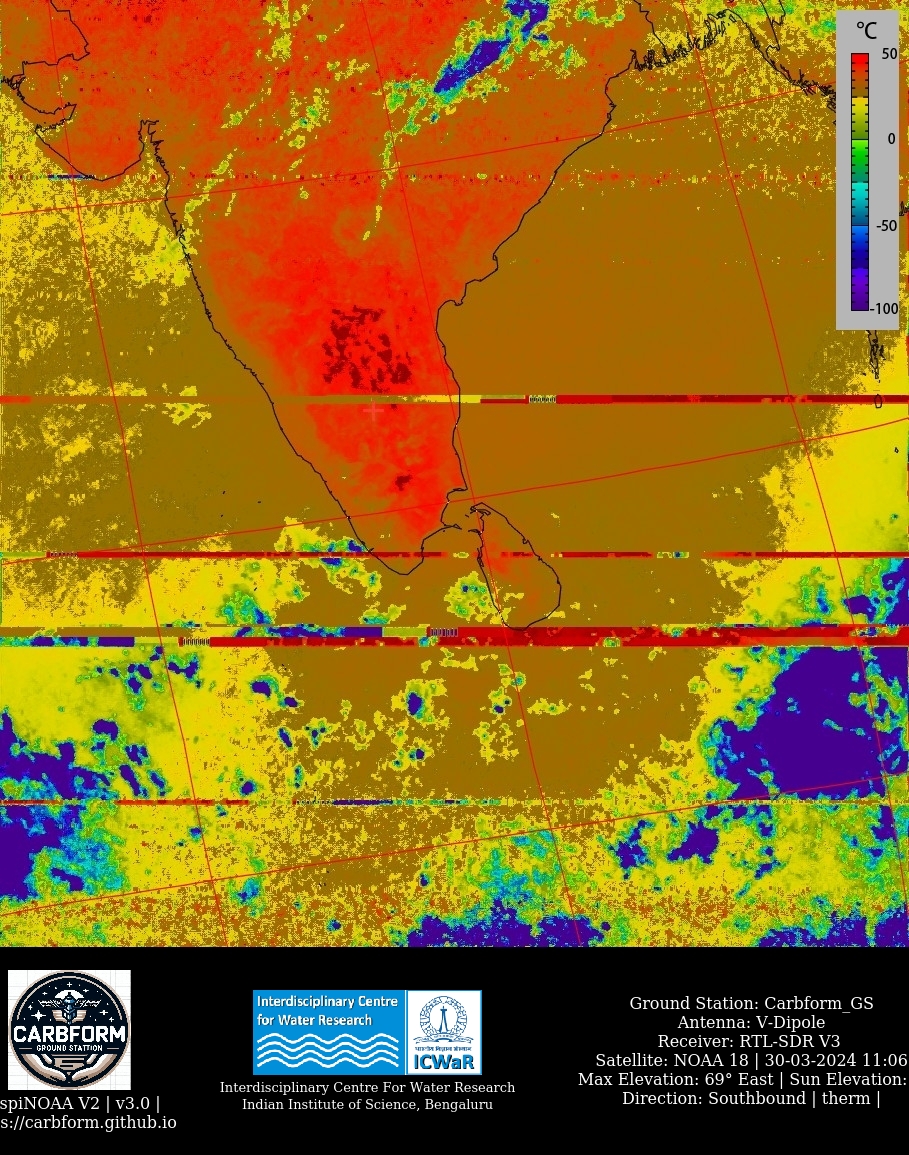 °C
50
0
-50
-100
CARBFORM
GROUND STARTION
Interdisciplinary Centre
for Water Research
भारतीय विज्ञान संस्थान
ICWaR
Interdisciplinary Centre For Water Research
Indian Institute of Science, Bengaluru
spiNOAA V2 | v3.0 |
s://carbform.github.io
Ground Station: Carbform_GS
Antenna: V-Dipole
Receiver: RTL-SDR V3
Satellite: NOAA 18 | 30-03-2024 11:06
Max Elevation: 69° East | Sun Elevation:
Direction: Southbound | therm |